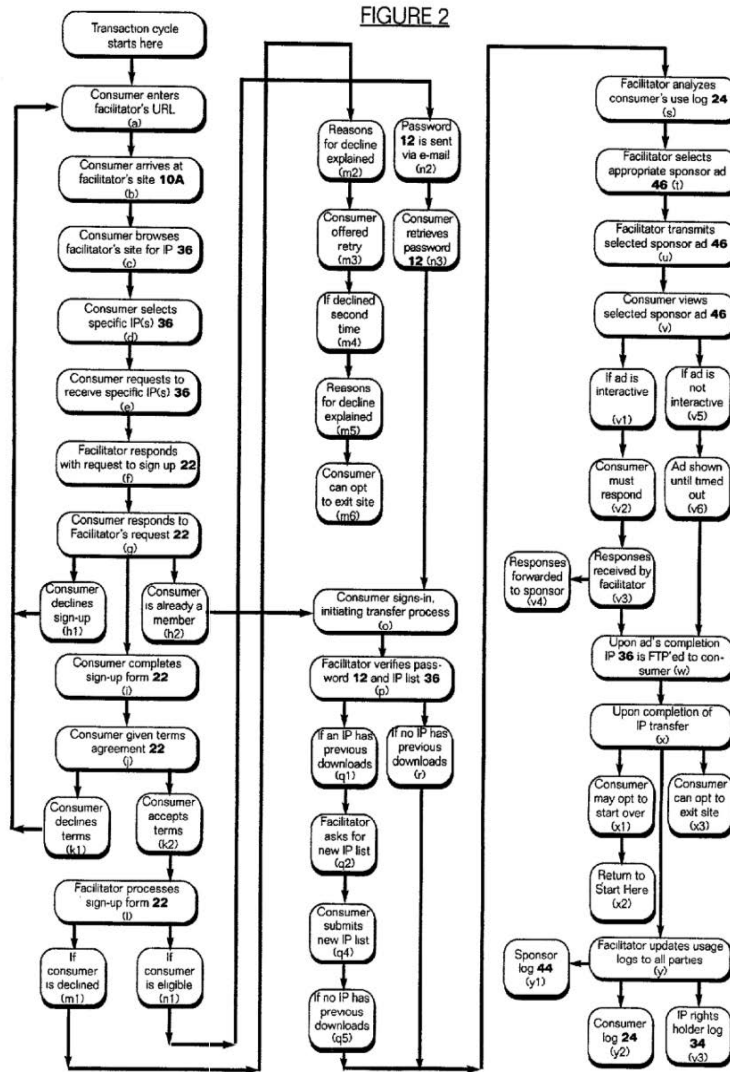 FIGURE 2
Transaction cycle
starts here
Consumer enters
facilitator's URL
(a)
Consumer arrives at
facilitator's site 10A
(b)
Consumer browses
facilitator's site for IP 36
(c)
Consumer selects
specific IP(s) 36
(d)
Consumer requests to
receive specific IP(s) 36
(e)
Facilitator responds
with request to sign up 22
(f)
Consumer responds to
Facilitator's request 22
(g)
Consumer
declines
sign-up
(h1)
Consumer
is already a
member
(h2)
Consumer completes
sign-up form 22
(i)
Consumer given terms
agreement 22
(j)
Consumer
declines
terms
(k1)
Consumer
accepts
terms
(k2)
Facilitator processes
sign-up form 22
(l)
If
consumer
is declined
(m1)
If
consumer
is eligible
(n1)
Reasons
for decline
explained
(m2)
Consumer
offered
retry
(m3)
If
declined
second
time
(m4)
Reasons
for decline
explained
(m5)
Consumer
can opt
to exit site
(m6)
Password
12 is sent
via e-mail
(n2)
Consumer
retrieves
password
12 (n3)
Consumer signs-in,
initiating transfer process
(o)
Facilitator verifies pass-
word 12 and IP list 36
(p)
If an IP has
previous
downloads
(q1)
If no IP has
previous
downloads
(r)
Facilitator
asks for
new IP list
(q2)
Consumer
submits
new IP list
(q4)
If no IP has
previous
downloads
(q5)
Facilitator analyzes
consumer's use log 24
(s)
Facilitator selects
appropriate sponsor ad
46 (t)
Facilitator transmits
selected sponsor ad 46
(u)
Consumer views
selected sponsor ad 46
(v)
If ad is
interactive
(v1)
If ad is
not
interactive
(v5)
Consumer
must
respond
(v2)
Ad shown
until timed
out
(v6)
Responses
forwarded
to sponsor
(v4)
Responses
received by
facilitator
(v3)
Upon ad's completion
IP 36 is FTP'ed to con-
sumer (w)
Upon completion of
IP transfer
(x)
Consumer
may opt to
start over
(x1)
Consumer
can opt to
exit site
(x3)
Return to
Start Here
(x2)
Facilitator updates usage
logs to all parties
(y)
Sponsor
log 44
(y1)
Consumer
log 24
(y2)
IP rights
holder log
34
(y3)